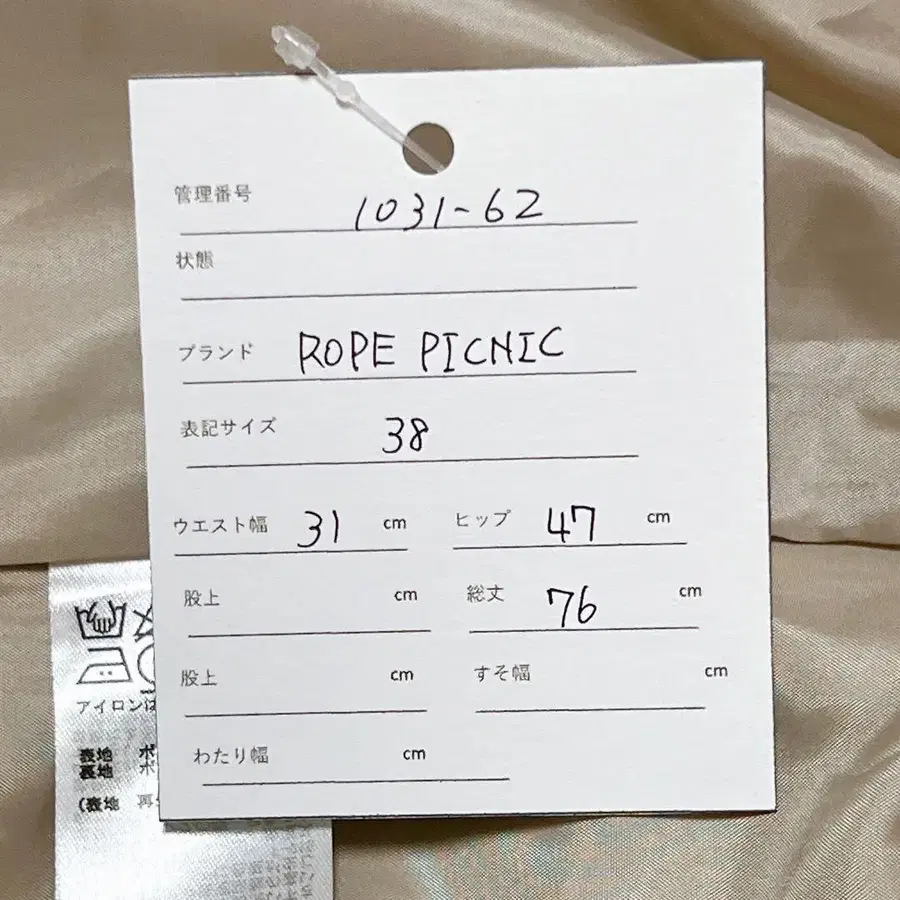 管理番号 1031-62
状態
ブランド ROPE PICNIC
表記サイズ 38
ウエスト幅 31 cm ヒップ 47 cm
股上 cm 総丈 76 cm
股上 cm すそ幅 cm
わたり幅 cm
アイロンは
表地 ポ
裏地 ポ
(表地 再